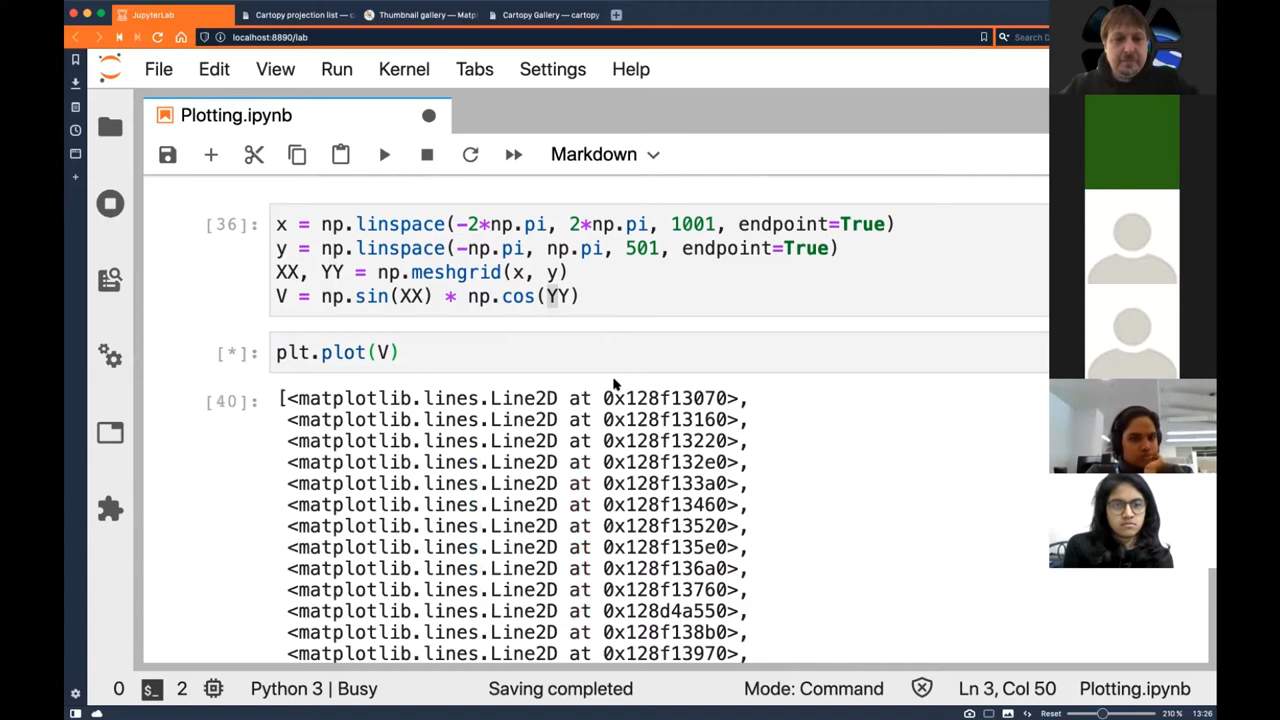 JupyterLab
Cartopy projection list — c
Thumbnail gallery — Matp
Cartopy Gallery — cartopy
localhost:8890/lab
Search D
File Edit View Run Kernel Tabs Settings Help
Plotting.ipynb
Markdown
[36]:
x = np.linspace(-2*np.pi, 2*np.pi, 1001, endpoint=True)
y = np.linspace(-np.pi, np.pi, 501, endpoint=True)
XX, YY = np.meshgrid(x, y)
V = np.sin(XX) * np.cos(YY)
[*]: plt.plot(V)
[40]: [<matplotlib.lines.Line2D at 0x128f13070>,
<matplotlib.lines.Line2D at 0x128f13160>,
<matplotlib.lines.Line2D at 0x128f13220>,
<matplotlib.lines.Line2D at 0x128f132e0>,
<matplotlib.lines.Line2D at 0x128f133a0>,
<matplotlib.lines.Line2D at 0x128f13460>,
<matplotlib.lines.Line2D at 0x128f13520>,
<matplotlib.lines.Line2D at 0x128f135e0>,
<matplotlib.lines.Line2D at 0x128f136a0>,
<matplotlib.lines.Line2D at 0x128f13760>,
<matplotlib.lines.Line2D at 0x128d4a550>,
<matplotlib.lines.Line2D at 0x128f138b0>,
<matplotlib.lines.Line2D at 0x128f13970>,
0 2 Python 3 | Busy Saving completed Mode: Command Ln 3, Col 50 Plotting.ipynb
Reset 210 % 13:26